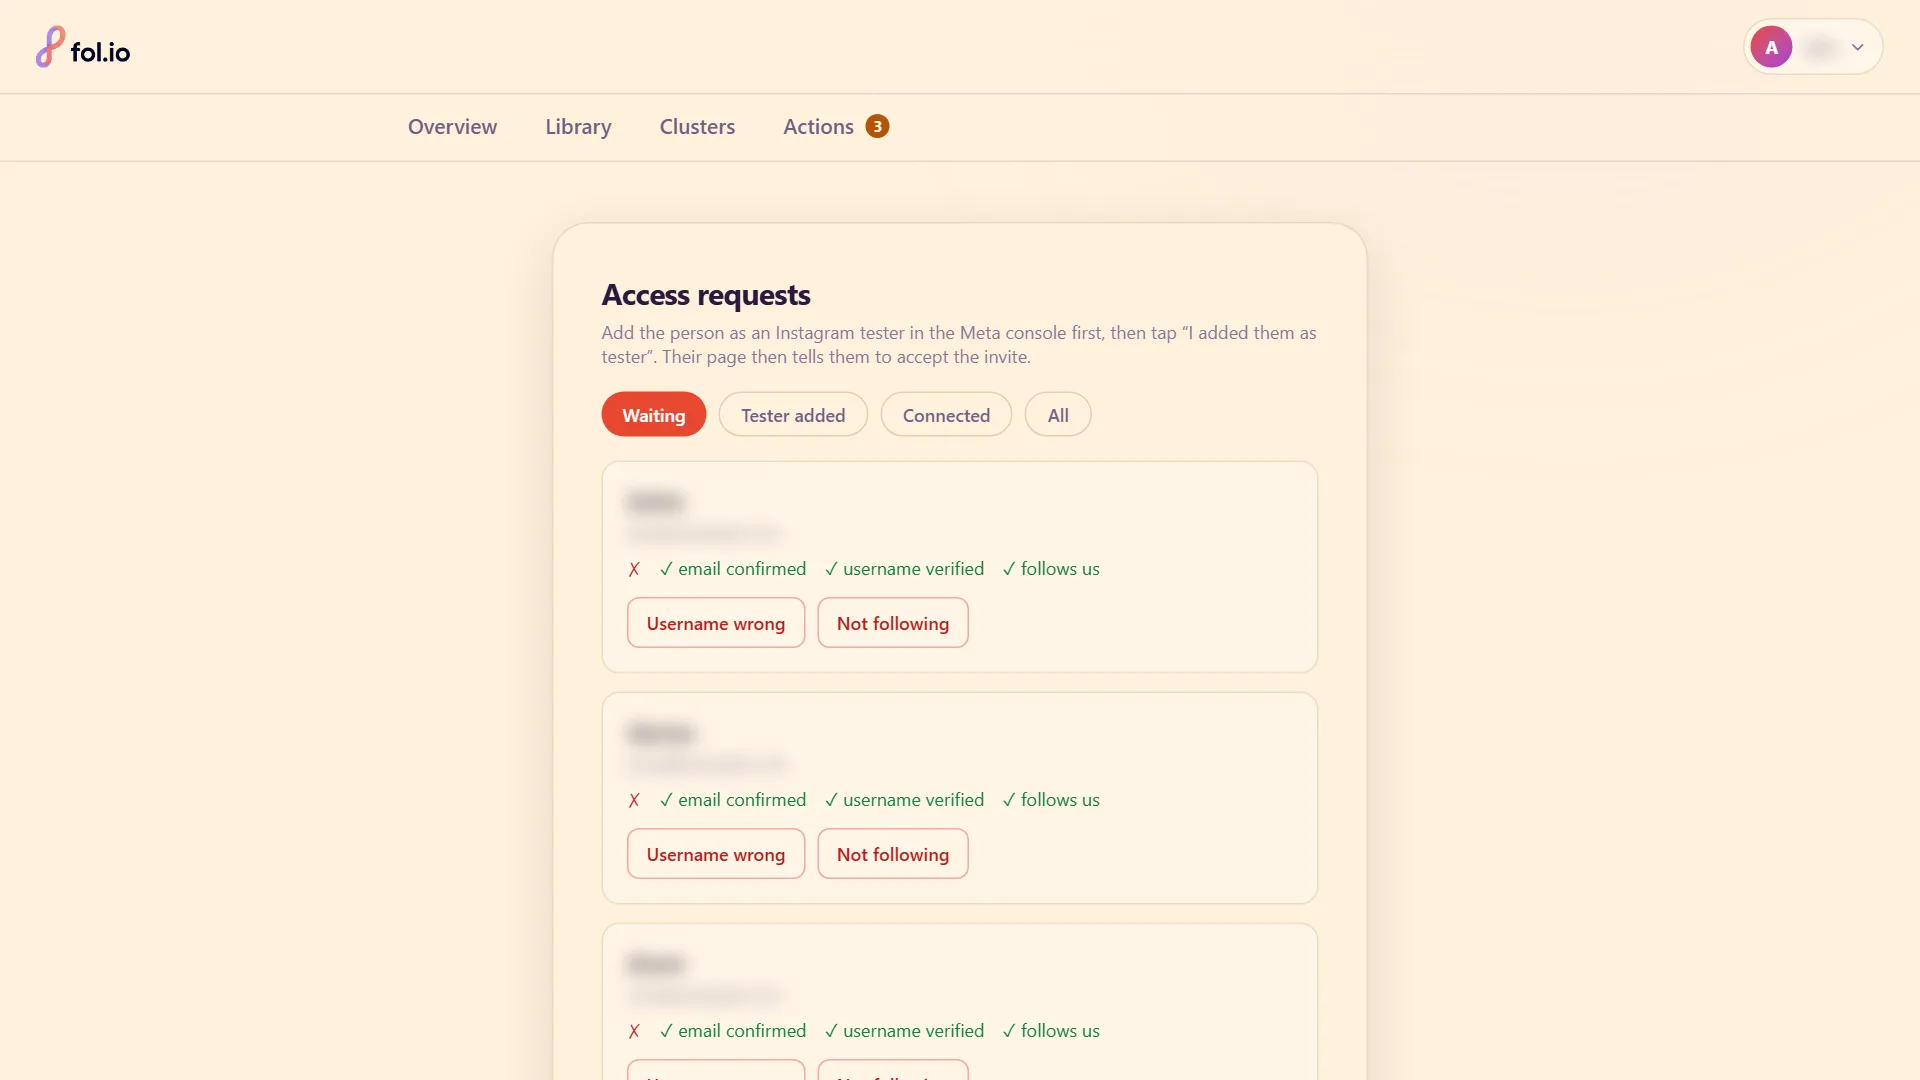 fol.io
A
Overview Library Clusters Actions 3
Access requests
Add the person as an Instagram tester in the Meta console first, then tap “I added them as
tester”. Their page then tells them to accept the invite.
Waiting Tester added Connected All
✗ ✓ email confirmed ✓ username verified ✓ follows us
Username wrong Not following
✗ ✓ email confirmed ✓ username verified ✓ follows us
Username wrong Not following
✗ ✓ email confirmed ✓ username verified ✓ follows us